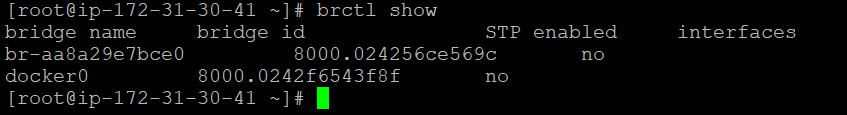 [root@ip-172-31-30-41 ~]# brctl show
bridge name     bridge id               STP enabled     interfaces
br-aa8a29e7bce0         8000.024256ce569c       no
docker0         8000.0242f6543f8f       no
[root@ip-172-31-30-41 ~]#